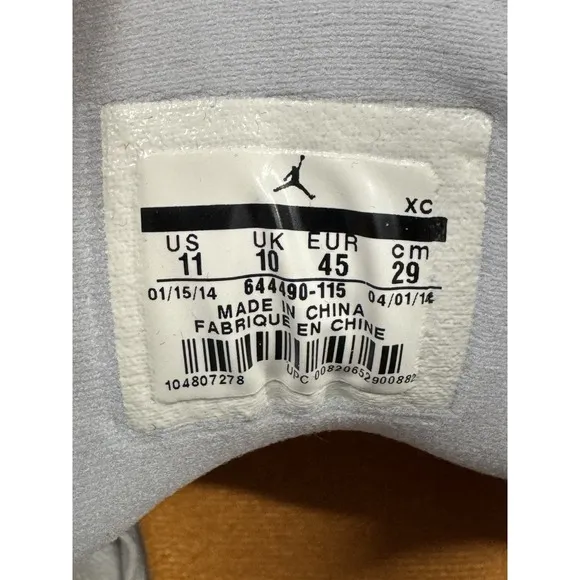 XC
US UK EUR cm
11 10 45 29
01/15/14 644490-115 04/01/14
MADE IN CHINA
FABRIQUE EN CHINE
104807278 UPC 00820652900882